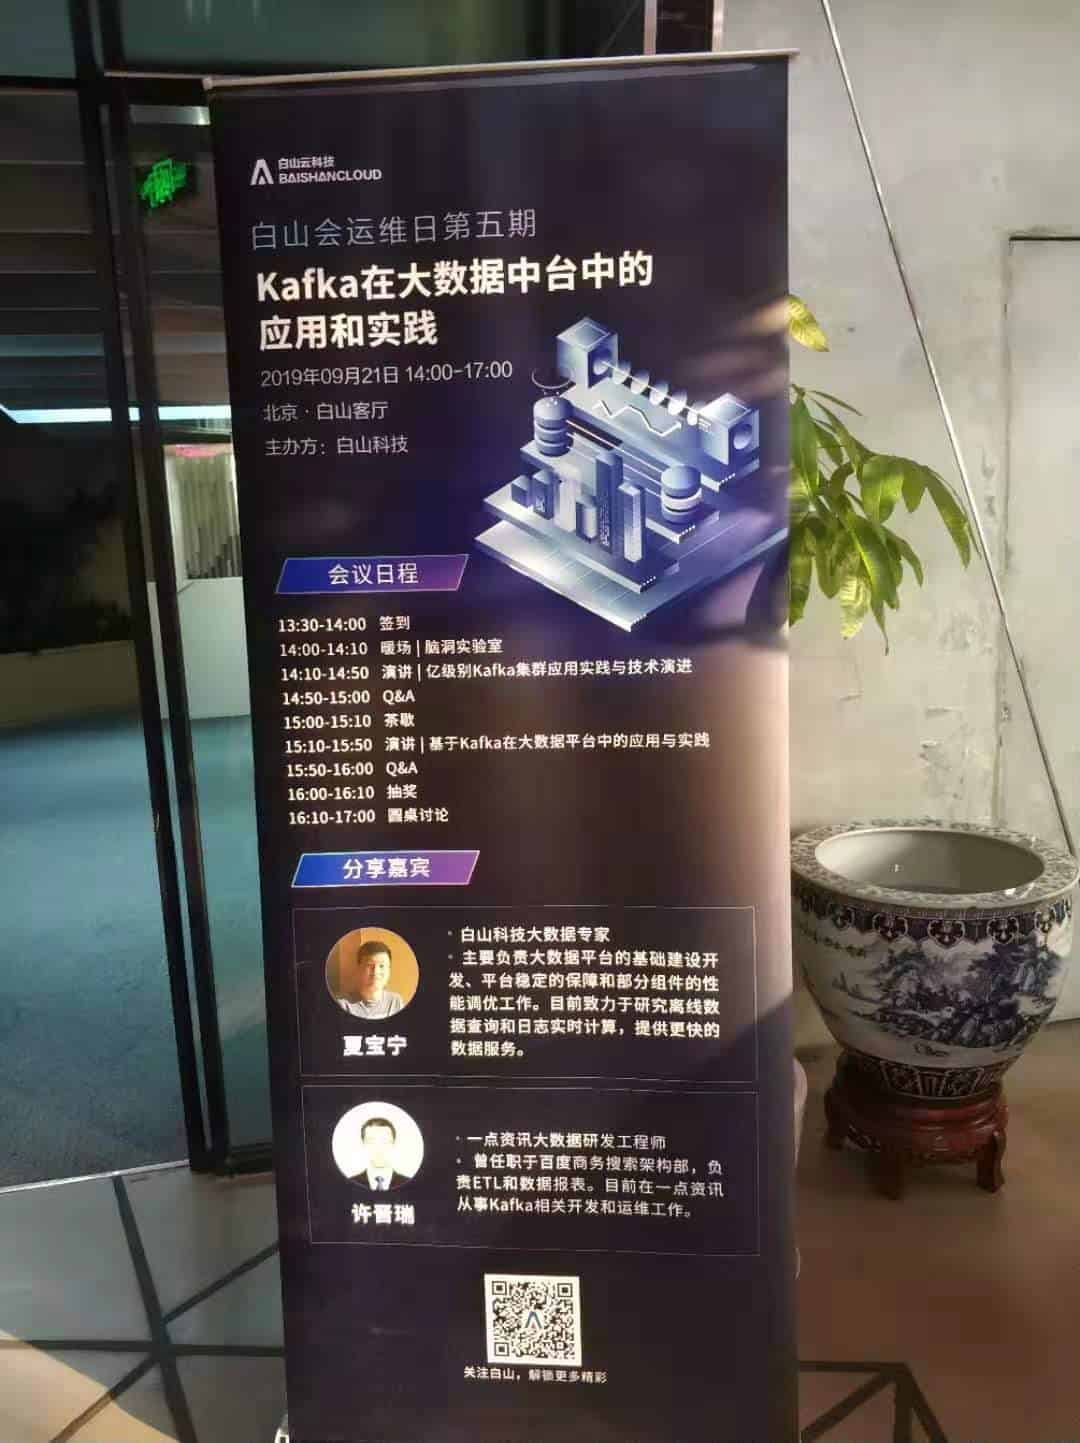 白山云科技
BAISHANCLOUD
白山会运维日第五期
Kafka在大数据中台中的
应用和实践
2019年09月21日 14:00-17:00
北京·白山客厅
主办方：白山科技
会议日程
13:30-14:00 签到
14:00-14:10 暖场 | 脑洞实验室
14:10-14:50 演讲 | 亿级别Kafka集群应用实践与技术演进
14:50-15:00 Q&A
15:00-15:10 茶歇
15:10-15:50 演讲 | 基于Kafka在大数据平台中的应用与实践
15:50-16:00 Q&A
16:00-16:10 抽奖
16:10-17:00 圆桌讨论
分享嘉宾
· 白山科技大数据专家
· 主要负责大数据平台的基础建设开
发、平台稳定的保障和部分组件的性
能调优工作。目前致力于研究离线数
据查询和日志实时计算，提供更快的
数据服务。
夏宝宁
· 一点资讯大数据研发工程师
· 曾任职于百度商务搜索架构部，负
责ETL和数据报表。目前在一点资讯
从事Kafka相关开发和运维工作。
许晋瑞
关注白山，解锁更多精彩